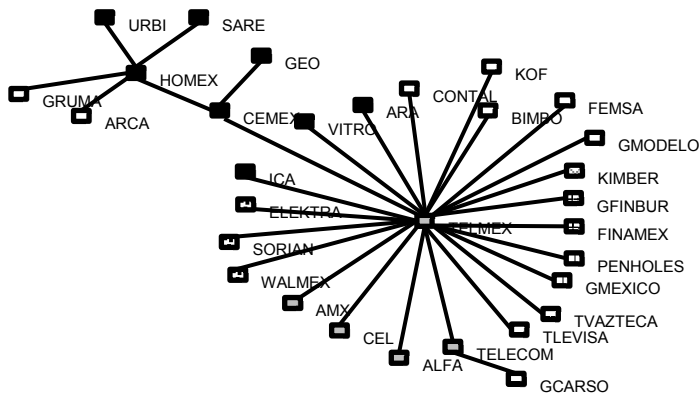 URBI
SARE
GEO
HOMEX
KOF
GRUMA
CEMEX
CONTAL
ARA
BIMBO
FEMSA
ARCA
VITRO
GMODELO
ICA
KIMBER
ELEKTRA
GFINBUR
TELMEX
FINAMEX
SORIAN
PENHOLES
WALMEX
GMEXICO
AMX
TVAZTECA
CEL
TLEVISA
ALFA
TELECOM
GCARSO